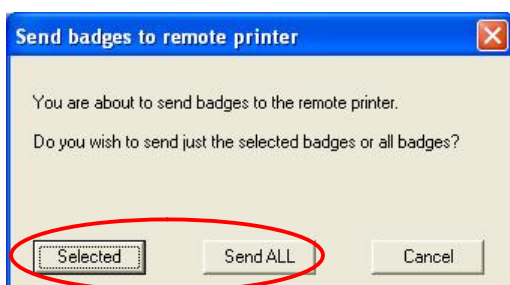 Send badges to remote printer
You are about to send badges to the remote printer.
Do you wish to send just the selected badges or all badges?
Selected Send ALL Cancel